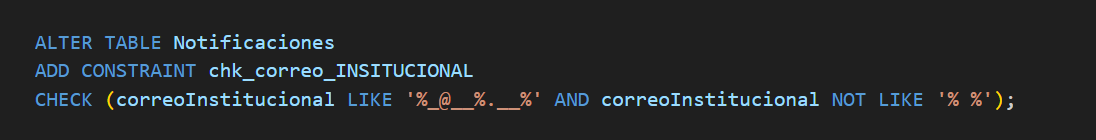 ALTER TABLE Notificaciones
ADD CONSTRAINT chk_correo_INSITUCIONAL
CHECK (correoInstitucional LIKE '%_@__%.__%' AND correoInstitucional NOT LIKE '% %');